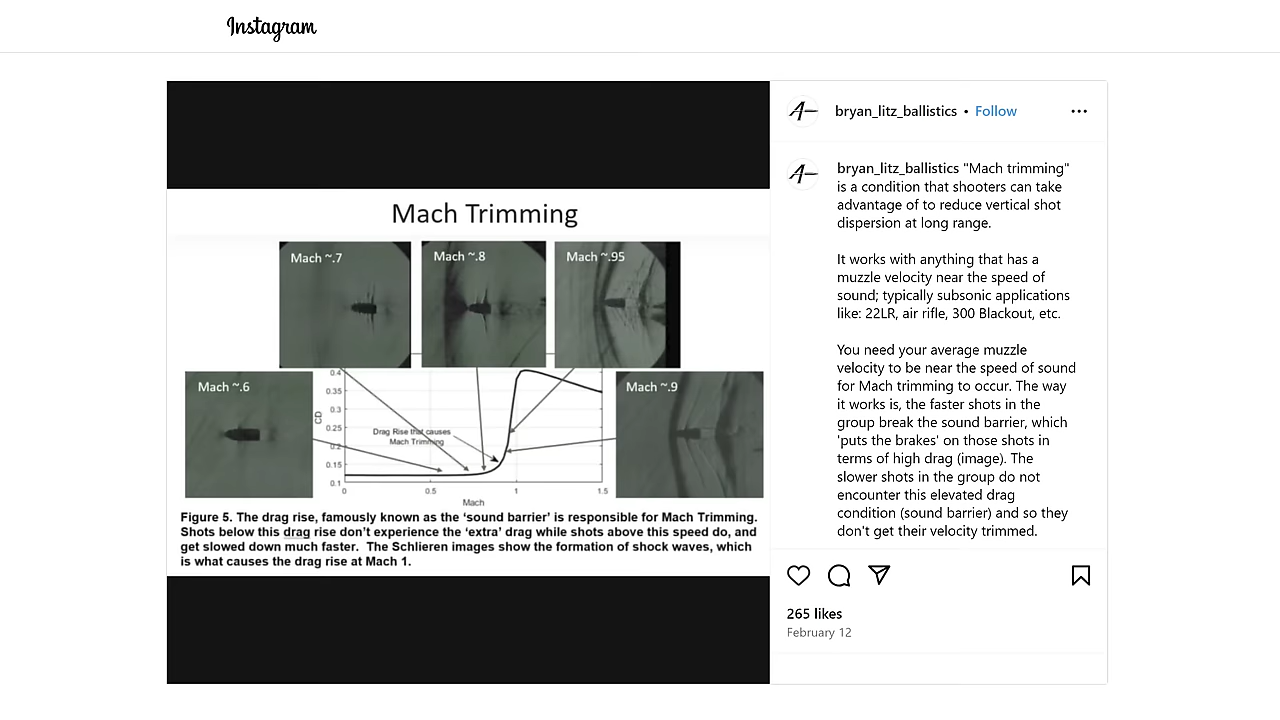 Instagram
Mach Trimming
Mach ~.7
Mach ~.8
Mach ~.95
Mach ~.6
Mach ~.9
0.4
0.35
0.3
0.25
0.2
0.15
0.1
CD
Drag Rise that causes
Mach Trimming
0
0.5
1
1.5
Mach
Figure 5. The drag rise, famously known as the ‘sound barrier’ is responsible for Mach Trimming.
Shots below this drag rise don’t experience the ‘extra’ drag while shots above this speed do, and
get slowed down much faster.  The Schlieren images show the formation of shock waves, which
is what causes the drag rise at Mach 1.
A
bryan_litz_ballistics • Follow
A
bryan_litz_ballistics "Mach trimming"
is a condition that shooters can take
advantage of to reduce vertical shot
dispersion at long range.
It works with anything that has a
muzzle velocity near the speed of
sound; typically subsonic applications
like: 22LR, air rifle, 300 Blackout, etc.
You need your average muzzle
velocity to be near the speed of sound
for Mach trimming to occur. The way
it works is, the faster shots in the
group break the sound barrier, which
'puts the brakes' on those shots in
terms of high drag (image). The
slower shots in the group do not
encounter this elevated drag
condition (sound barrier) and so they
don't get their velocity trimmed.
265 likes
February 12